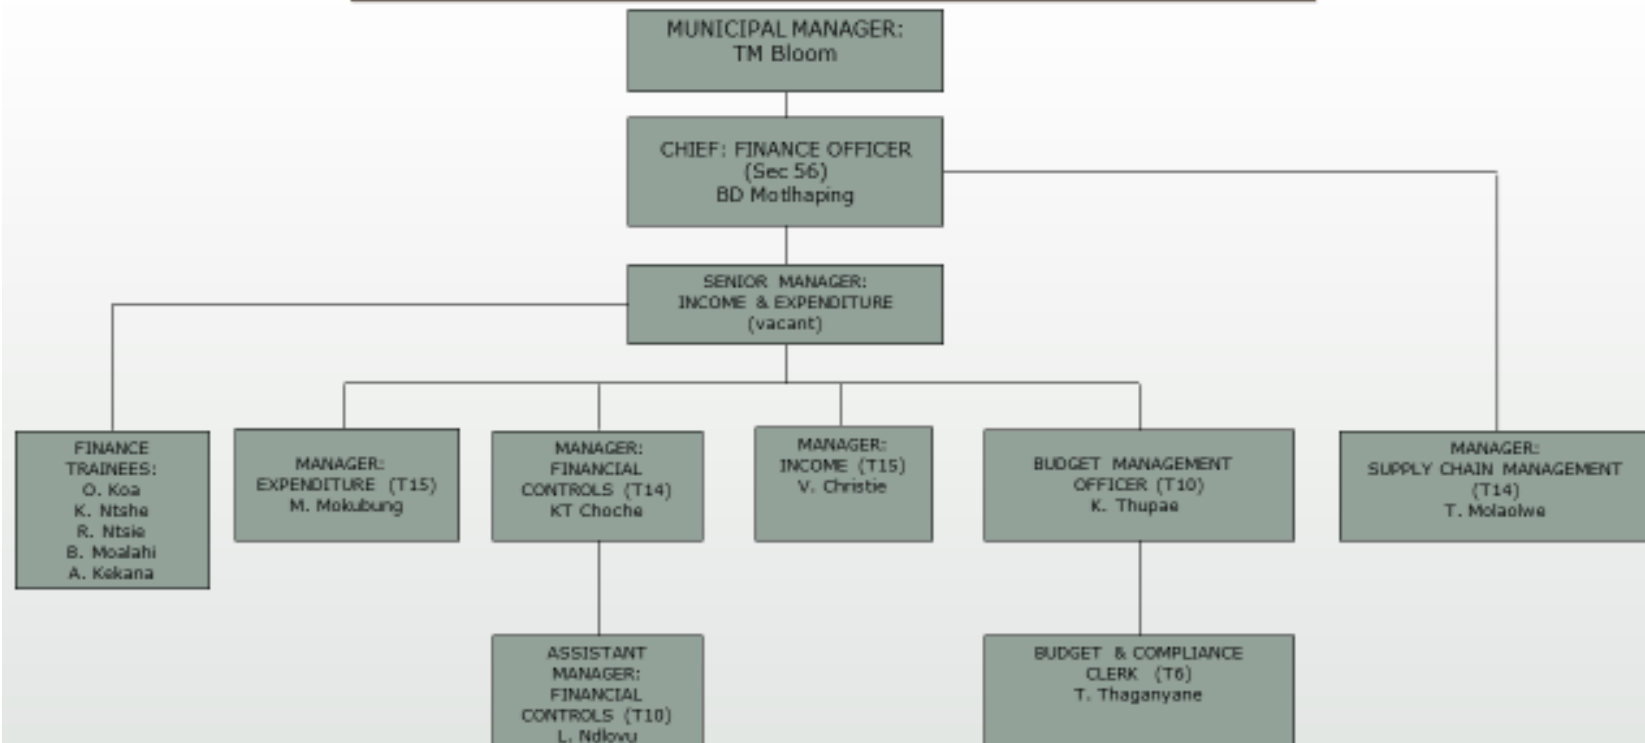 MUNICIPAL MANAGER:
TM Bloom
CHIEF: FINANCE OFFICER
(Sec 56)
BD Motlhaping
SENIOR MANAGER:
INCOME & EXPENDITURE
(vacant)
FINANCE
TRAINEES:
O. Koa
K. Ntshe
R. Ntsie
B. Moalahi
A. Kekana
MANAGER:
EXPENDITURE (T15)
M. Mokubung
MANAGER:
FINANCIAL
CONTROLS (T14)
KT Choche
MANAGER:
INCOME (T15)
V. Christie
BUDGET MANAGEMENT
OFFICER (T10)
K. Thupae
MANAGER:
SUPPLY CHAIN MANAGEMENT
(T14)
T. Molaolwe
ASSISTANT
MANAGER:
FINANCIAL
CONTROLS (T10)
L. Ndlovu
BUDGET & COMPLIANCE
CLERK (T6)
T. Thaganyane